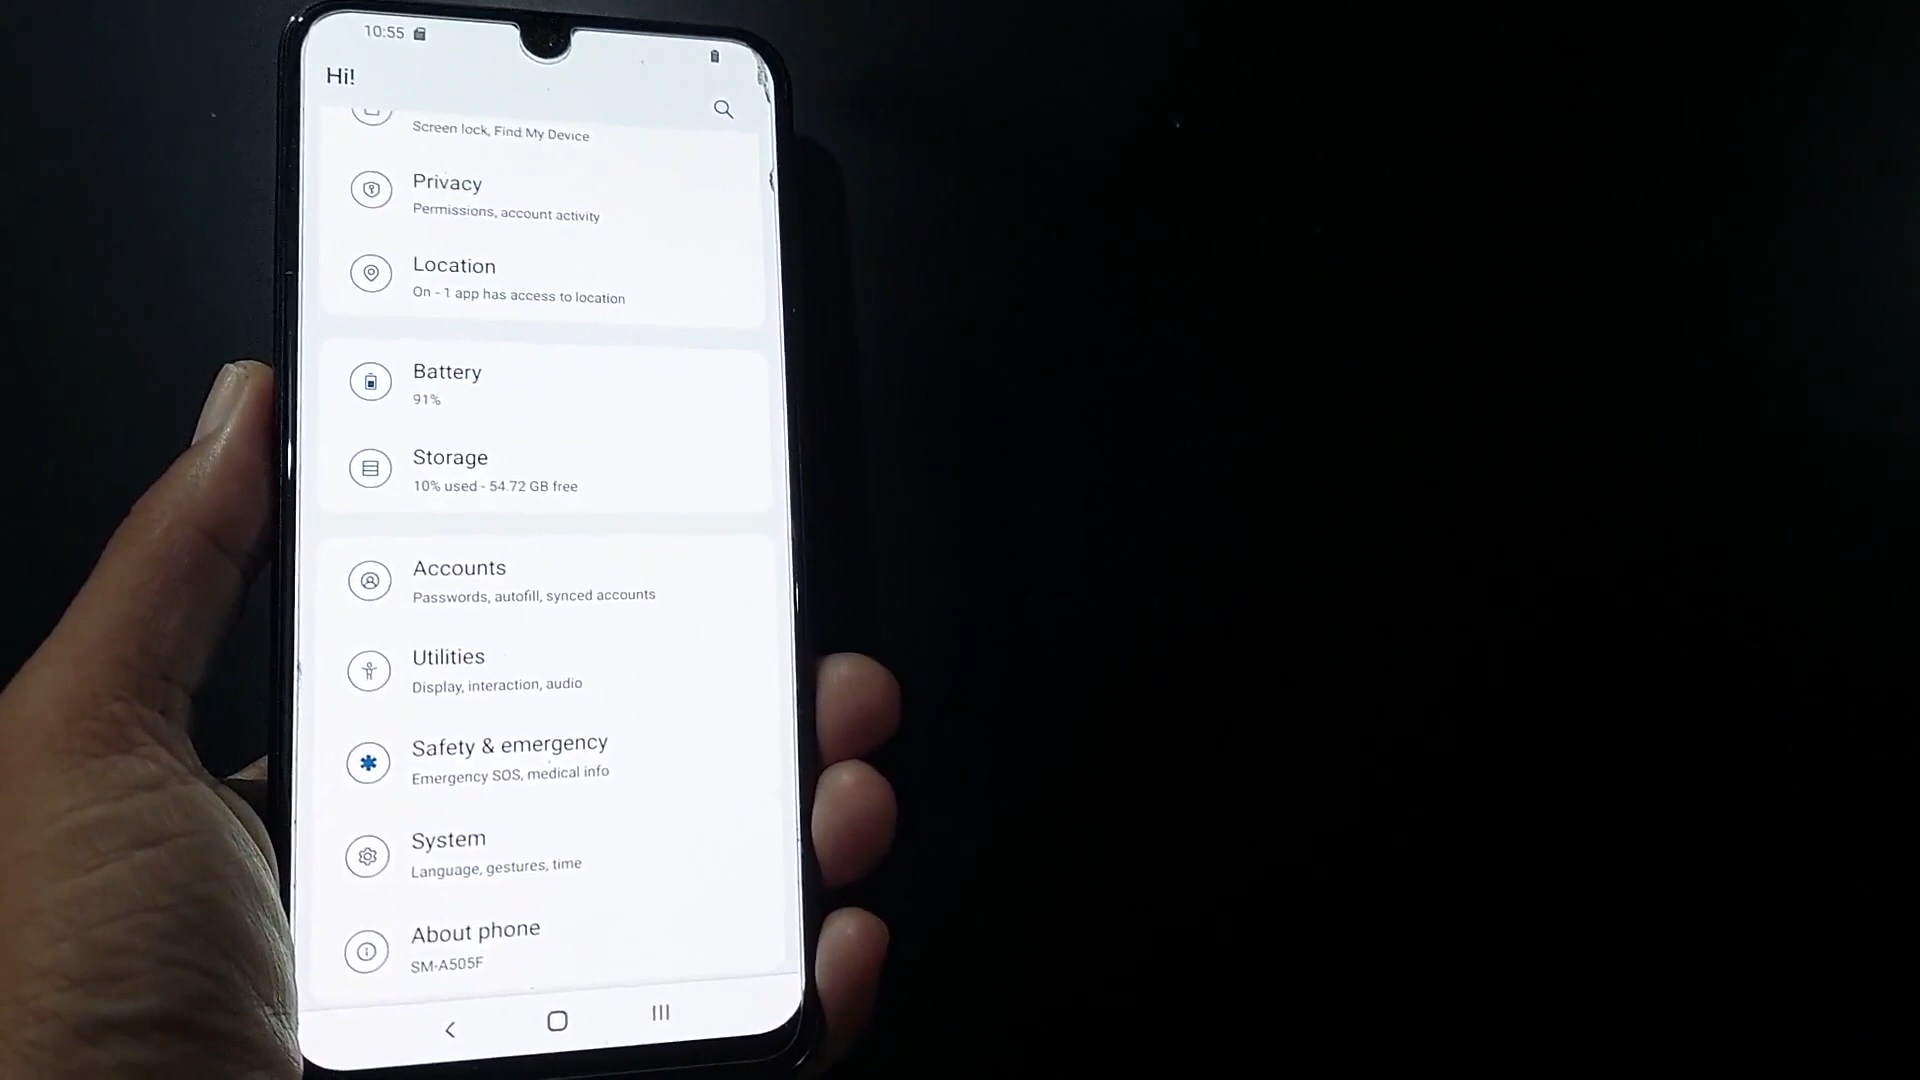 10:55
Hi!
Screen lock, Find My Device
Privacy
Permissions, account activity
Location
On - 1 app has access to location
Battery
91%
Storage
10% used - 54.72 GB free
Accounts
Passwords, autofill, synced accounts
Utilities
Display, interaction, audio
Safety & emergency
Emergency SOS, medical info
System
Language, gestures, time
About phone
SM-A505F